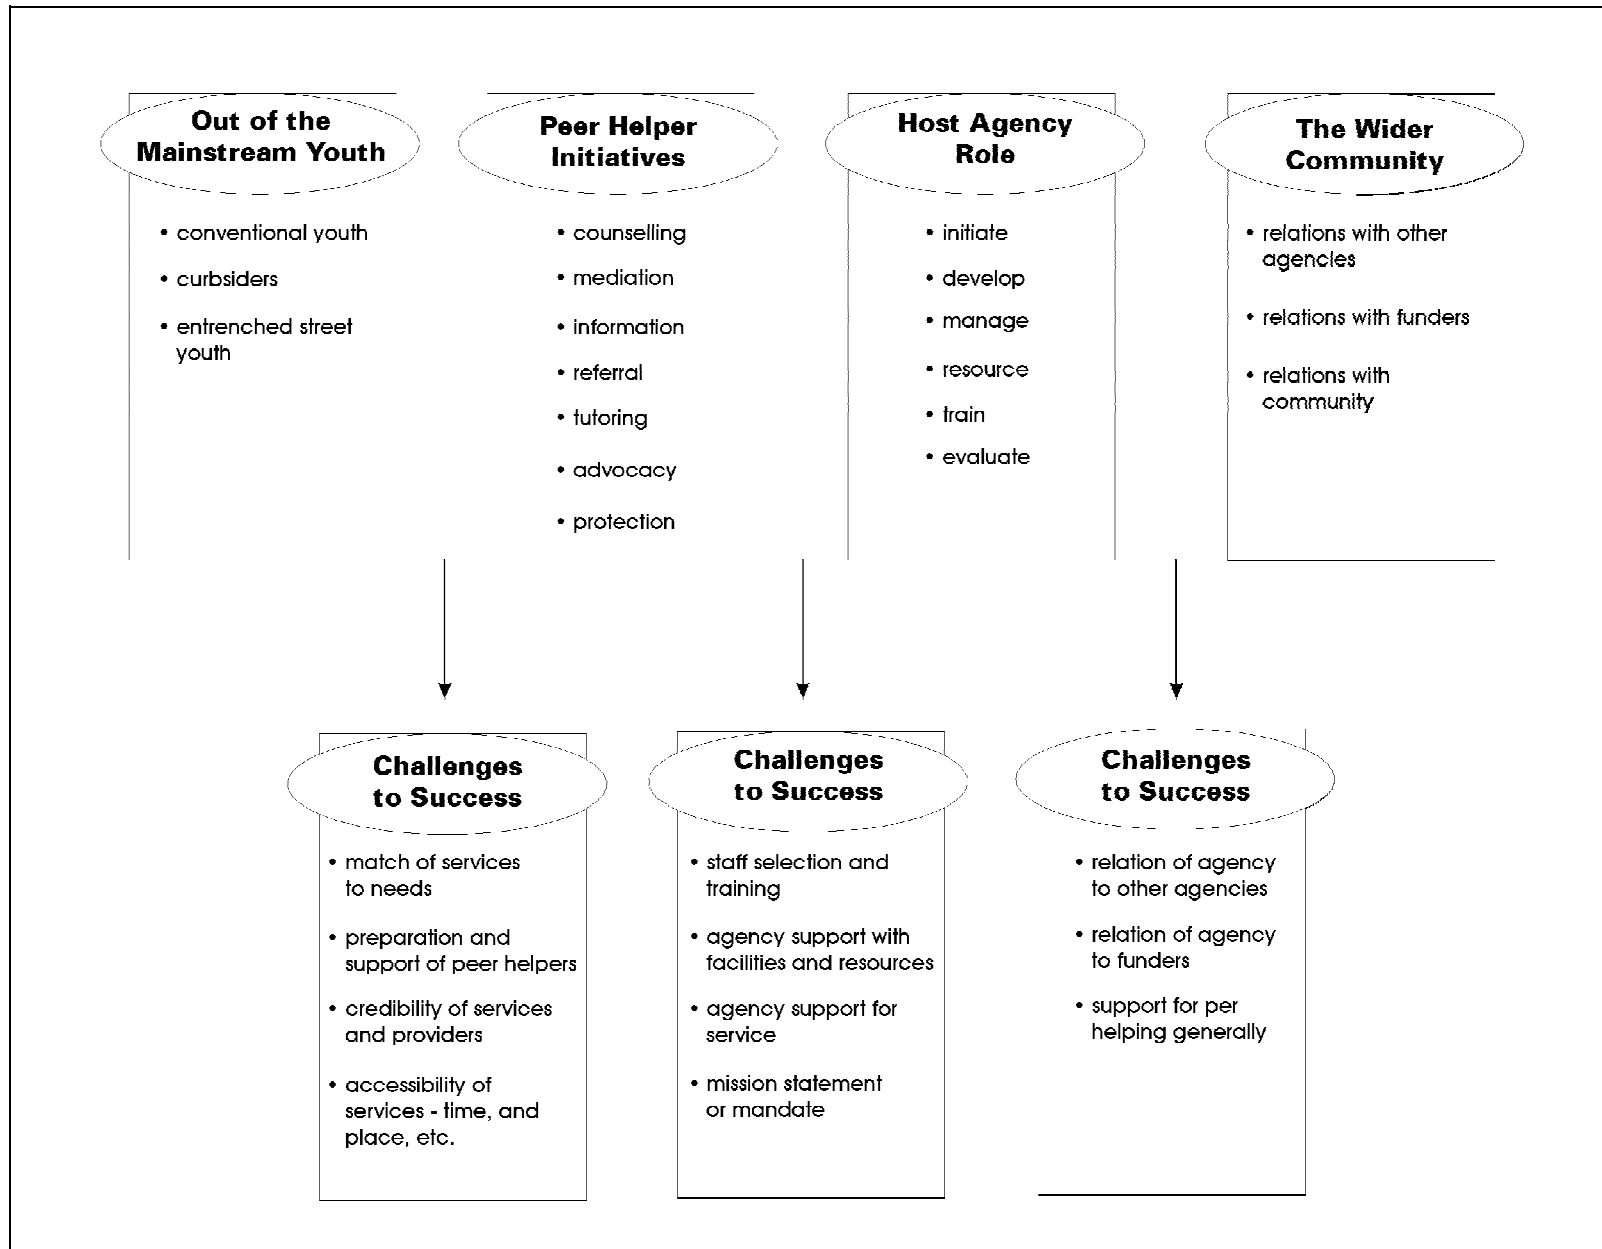 Out of the
Mainstream Youth
• conventional youth
• curbsiders
• entrenched street
youth
Peer Helper
Initiatives
• counselling
• mediation
• information
• referral
• tutoring
• advocacy
• protection
Host Agency
Role
• initiate
• develop
• manage
• resource
• train
• evaluate
The Wider
Community
• relations with other
agencies
• relations with funders
• relations with
community
Challenges
to Success
• match of services
to needs
• preparation and
support of peer helpers
• credibility of services
and providers
• accessibility of
services - time, and
place, etc.
Challenges
to Success
• staff selection and
training
• agency support with
facilities and resources
• agency support for
service
• mission statement
or mandate
Challenges
to Success
• relation of agency
to other agencies
• relation of agency
to funders
• support for per
helping generally